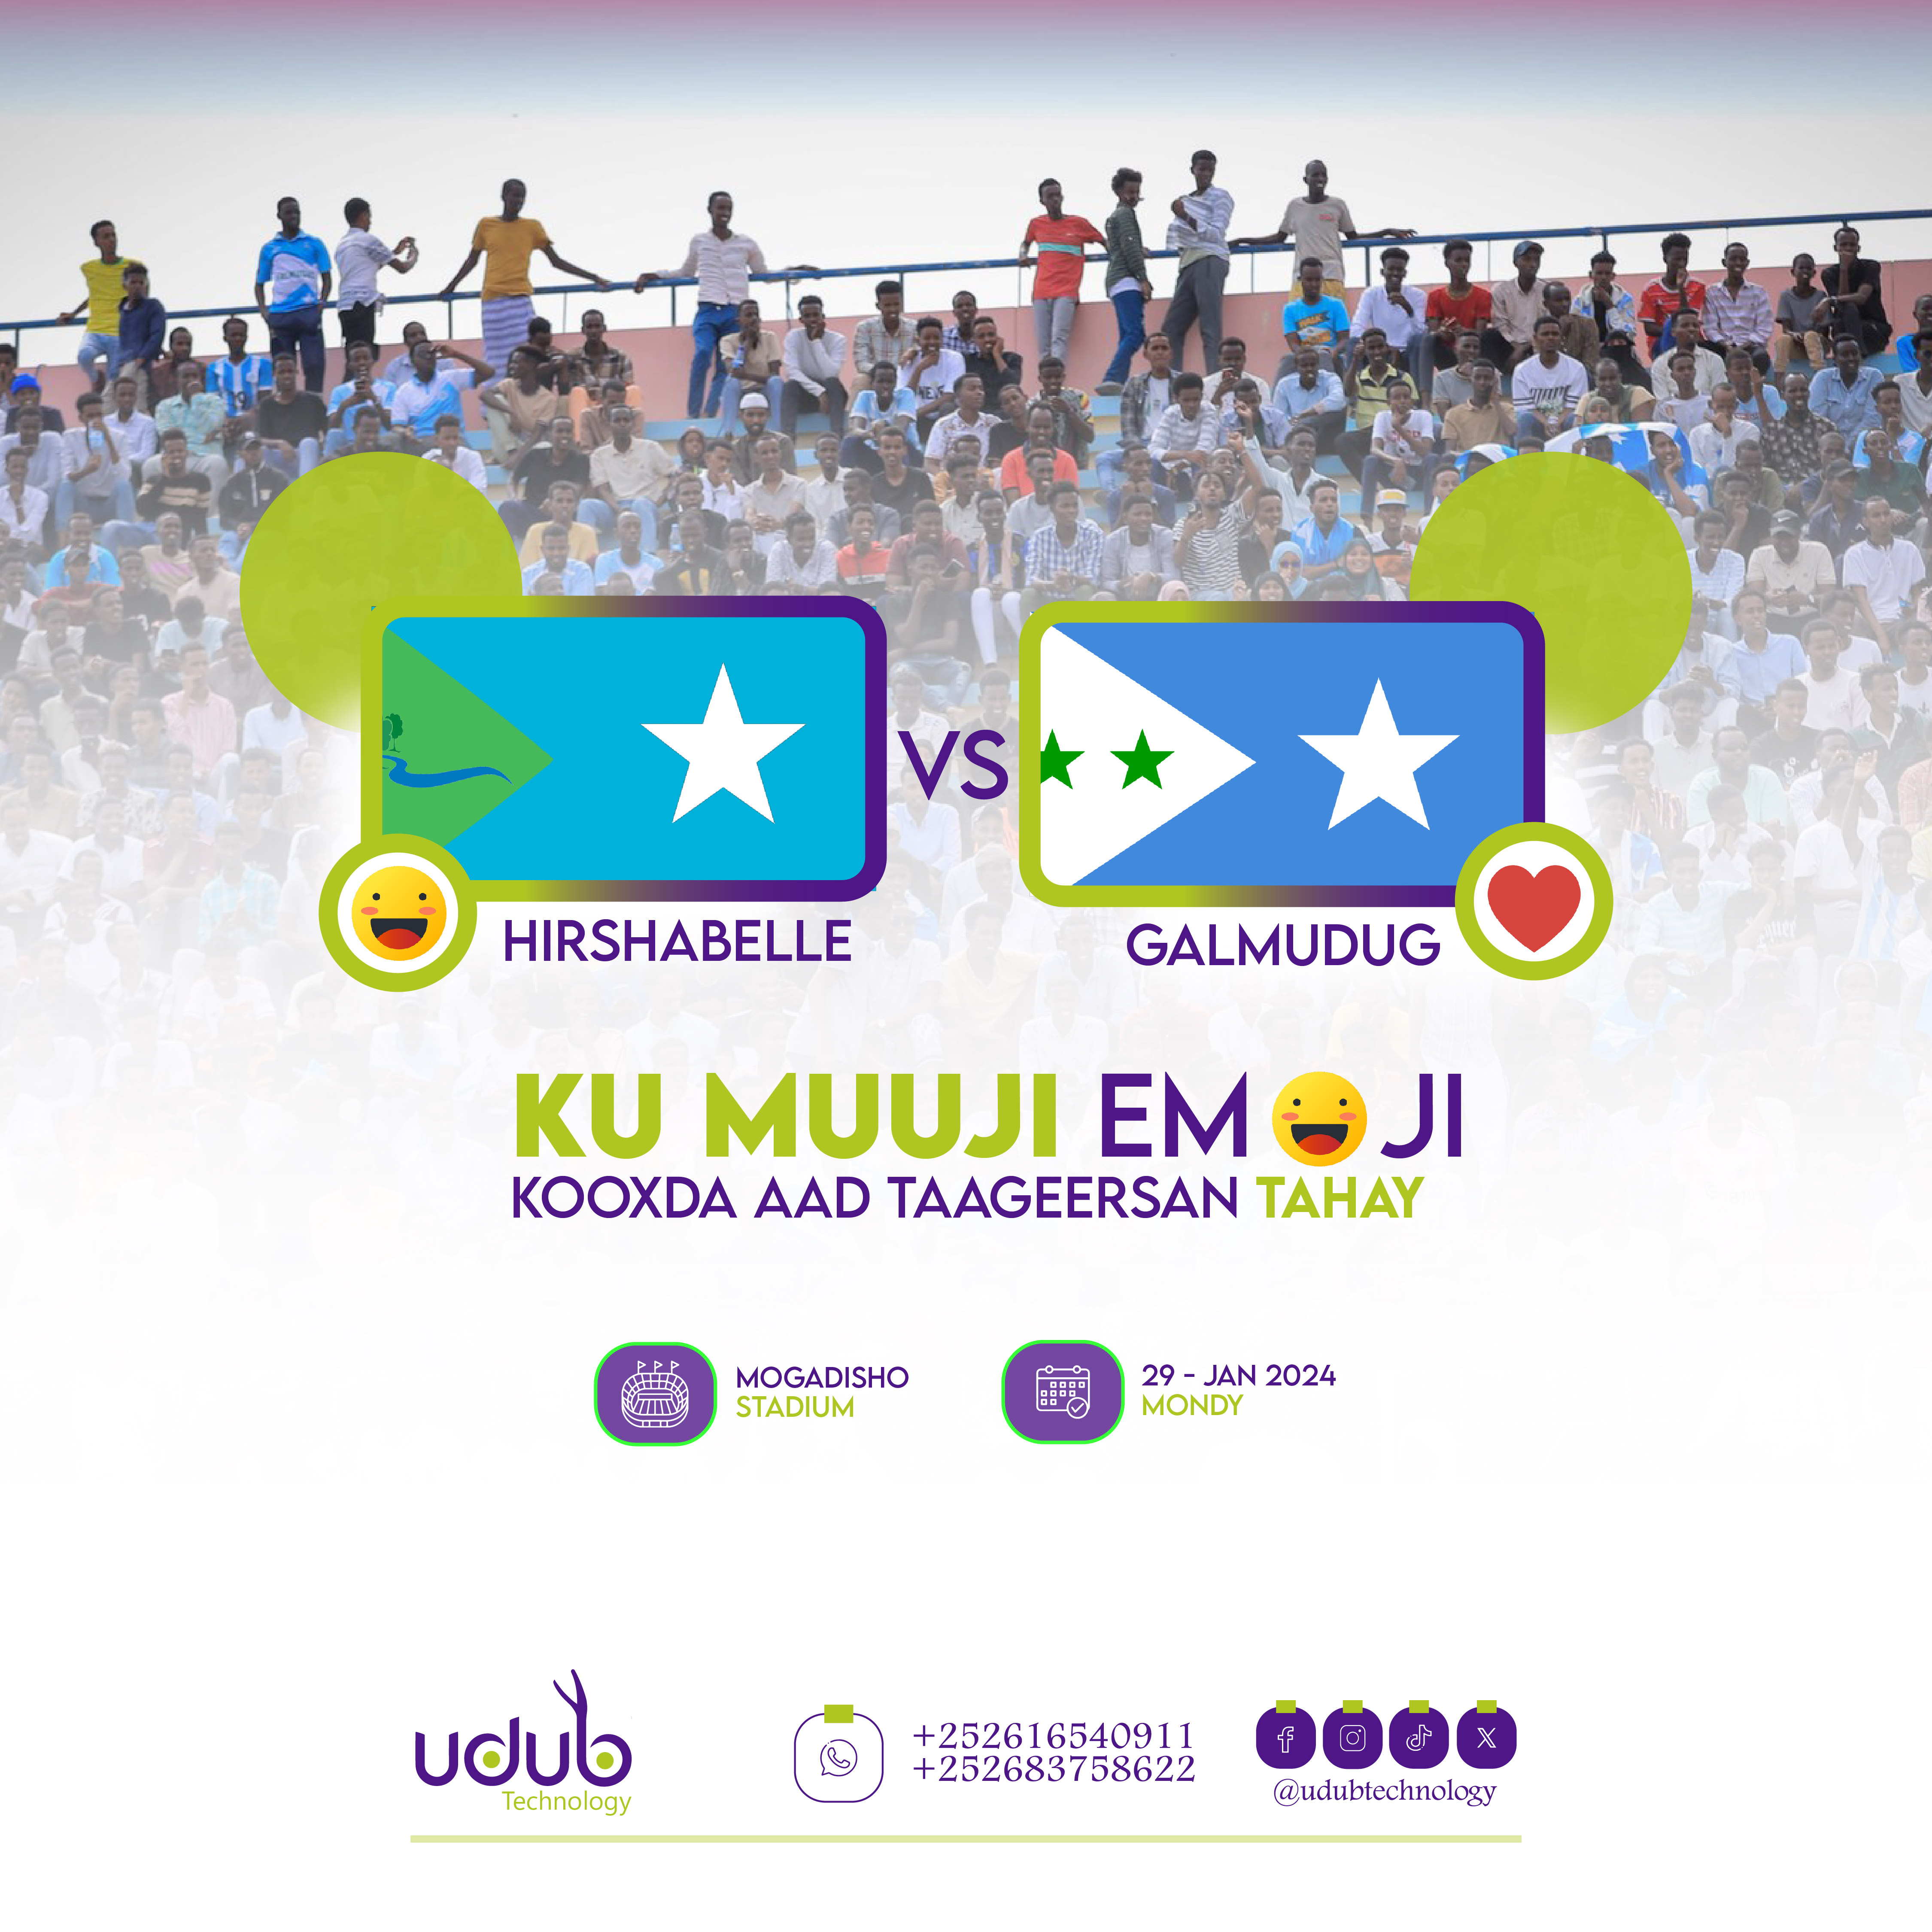 VS
HIRSHABELLE
GALMUDUG
KU MUUJI EMOJI
KOOXDA AAD TAAGEERSAN TAHAY
MOGADISHO
STADIUM
29 - JAN 2024
MONDY
udub
Technology
+252616540911
+252683758622
@udubtechnology